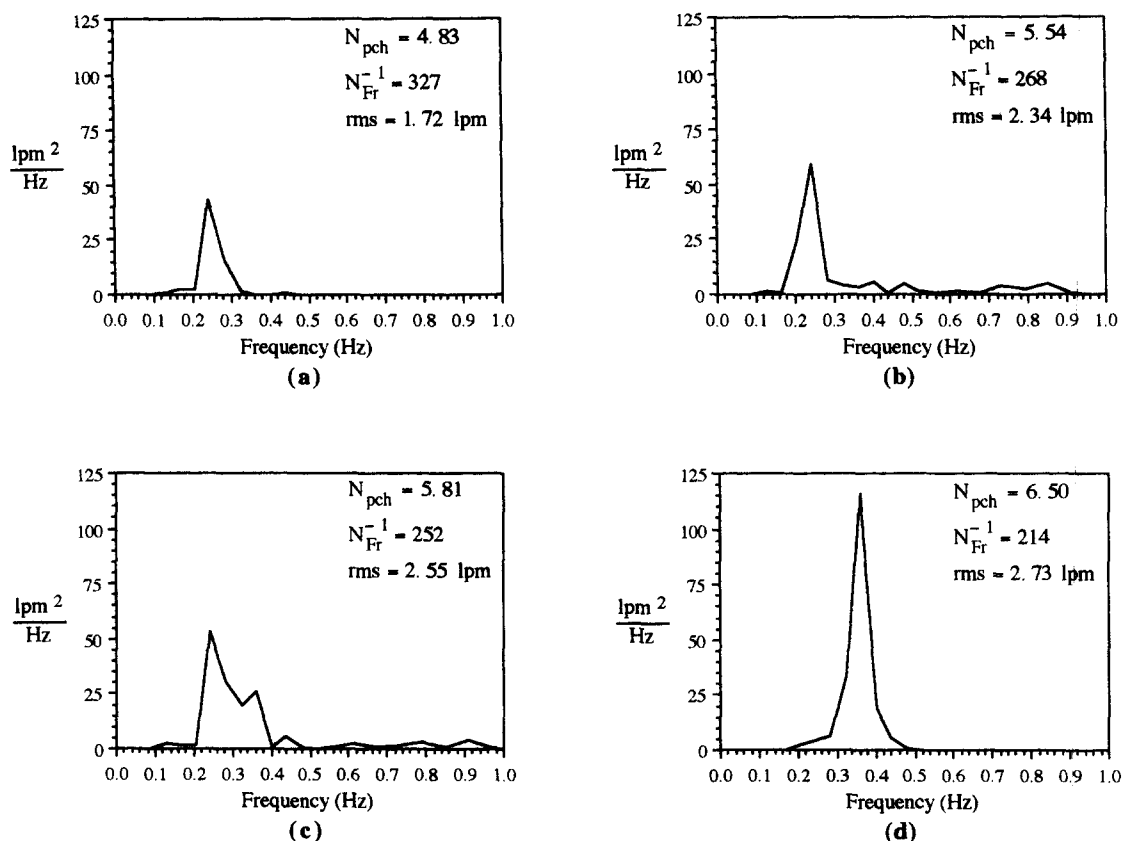 125
100
75
50
25
0
lpm 2
Hz
N pch = 4. 83
N -1 Fr = 327
rms = 1. 72 lpm
0.0 0.1 0.2 0.3 0.4 0.5 0.6 0.7 0.8 0.9 1.0
Frequency (Hz)
(a)
125
100
75
50
25
0
lpm 2
Hz
N pch = 5. 54
N -1 Fr = 268
rms = 2. 34 lpm
0.0 0.1 0.2 0.3 0.4 0.5 0.6 0.7 0.8 0.9 1.0
Frequency (Hz)
(b)
125
100
75
50
25
0
lpm 2
Hz
N pch = 5. 81
N -1 Fr = 252
rms = 2. 55 lpm
0.0 0.1 0.2 0.3 0.4 0.5 0.6 0.7 0.8 0.9 1.0
Frequency (Hz)
(c)
125
100
75
50
25
0
lpm 2
Hz
N pch = 6. 50
N -1 Fr = 214
rms = 2. 73 lpm
0.0 0.1 0.2 0.3 0.4 0.5 0.6 0.7 0.8 0.9 1.0
Frequency (Hz)
(d)